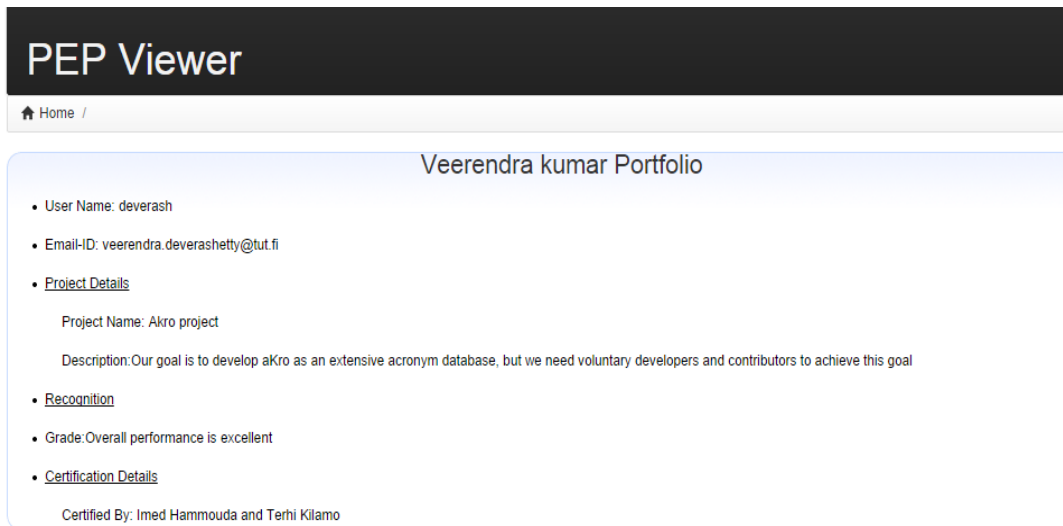 PEP Viewer
Home /
Veerendra kumar Portfolio
• User Name: deverash
• Email-ID: veerendra.deverashetty@tut.fi
• Project Details
Project Name: Akro project
Description:Our goal is to develop aKro as an extensive acronym database, but we need voluntary developers and contributors to achieve this goal
• Recognition
• Grade:Overall performance is excellent
• Certification Details
Certified By: Imed Hammouda and Terhi Kilamo